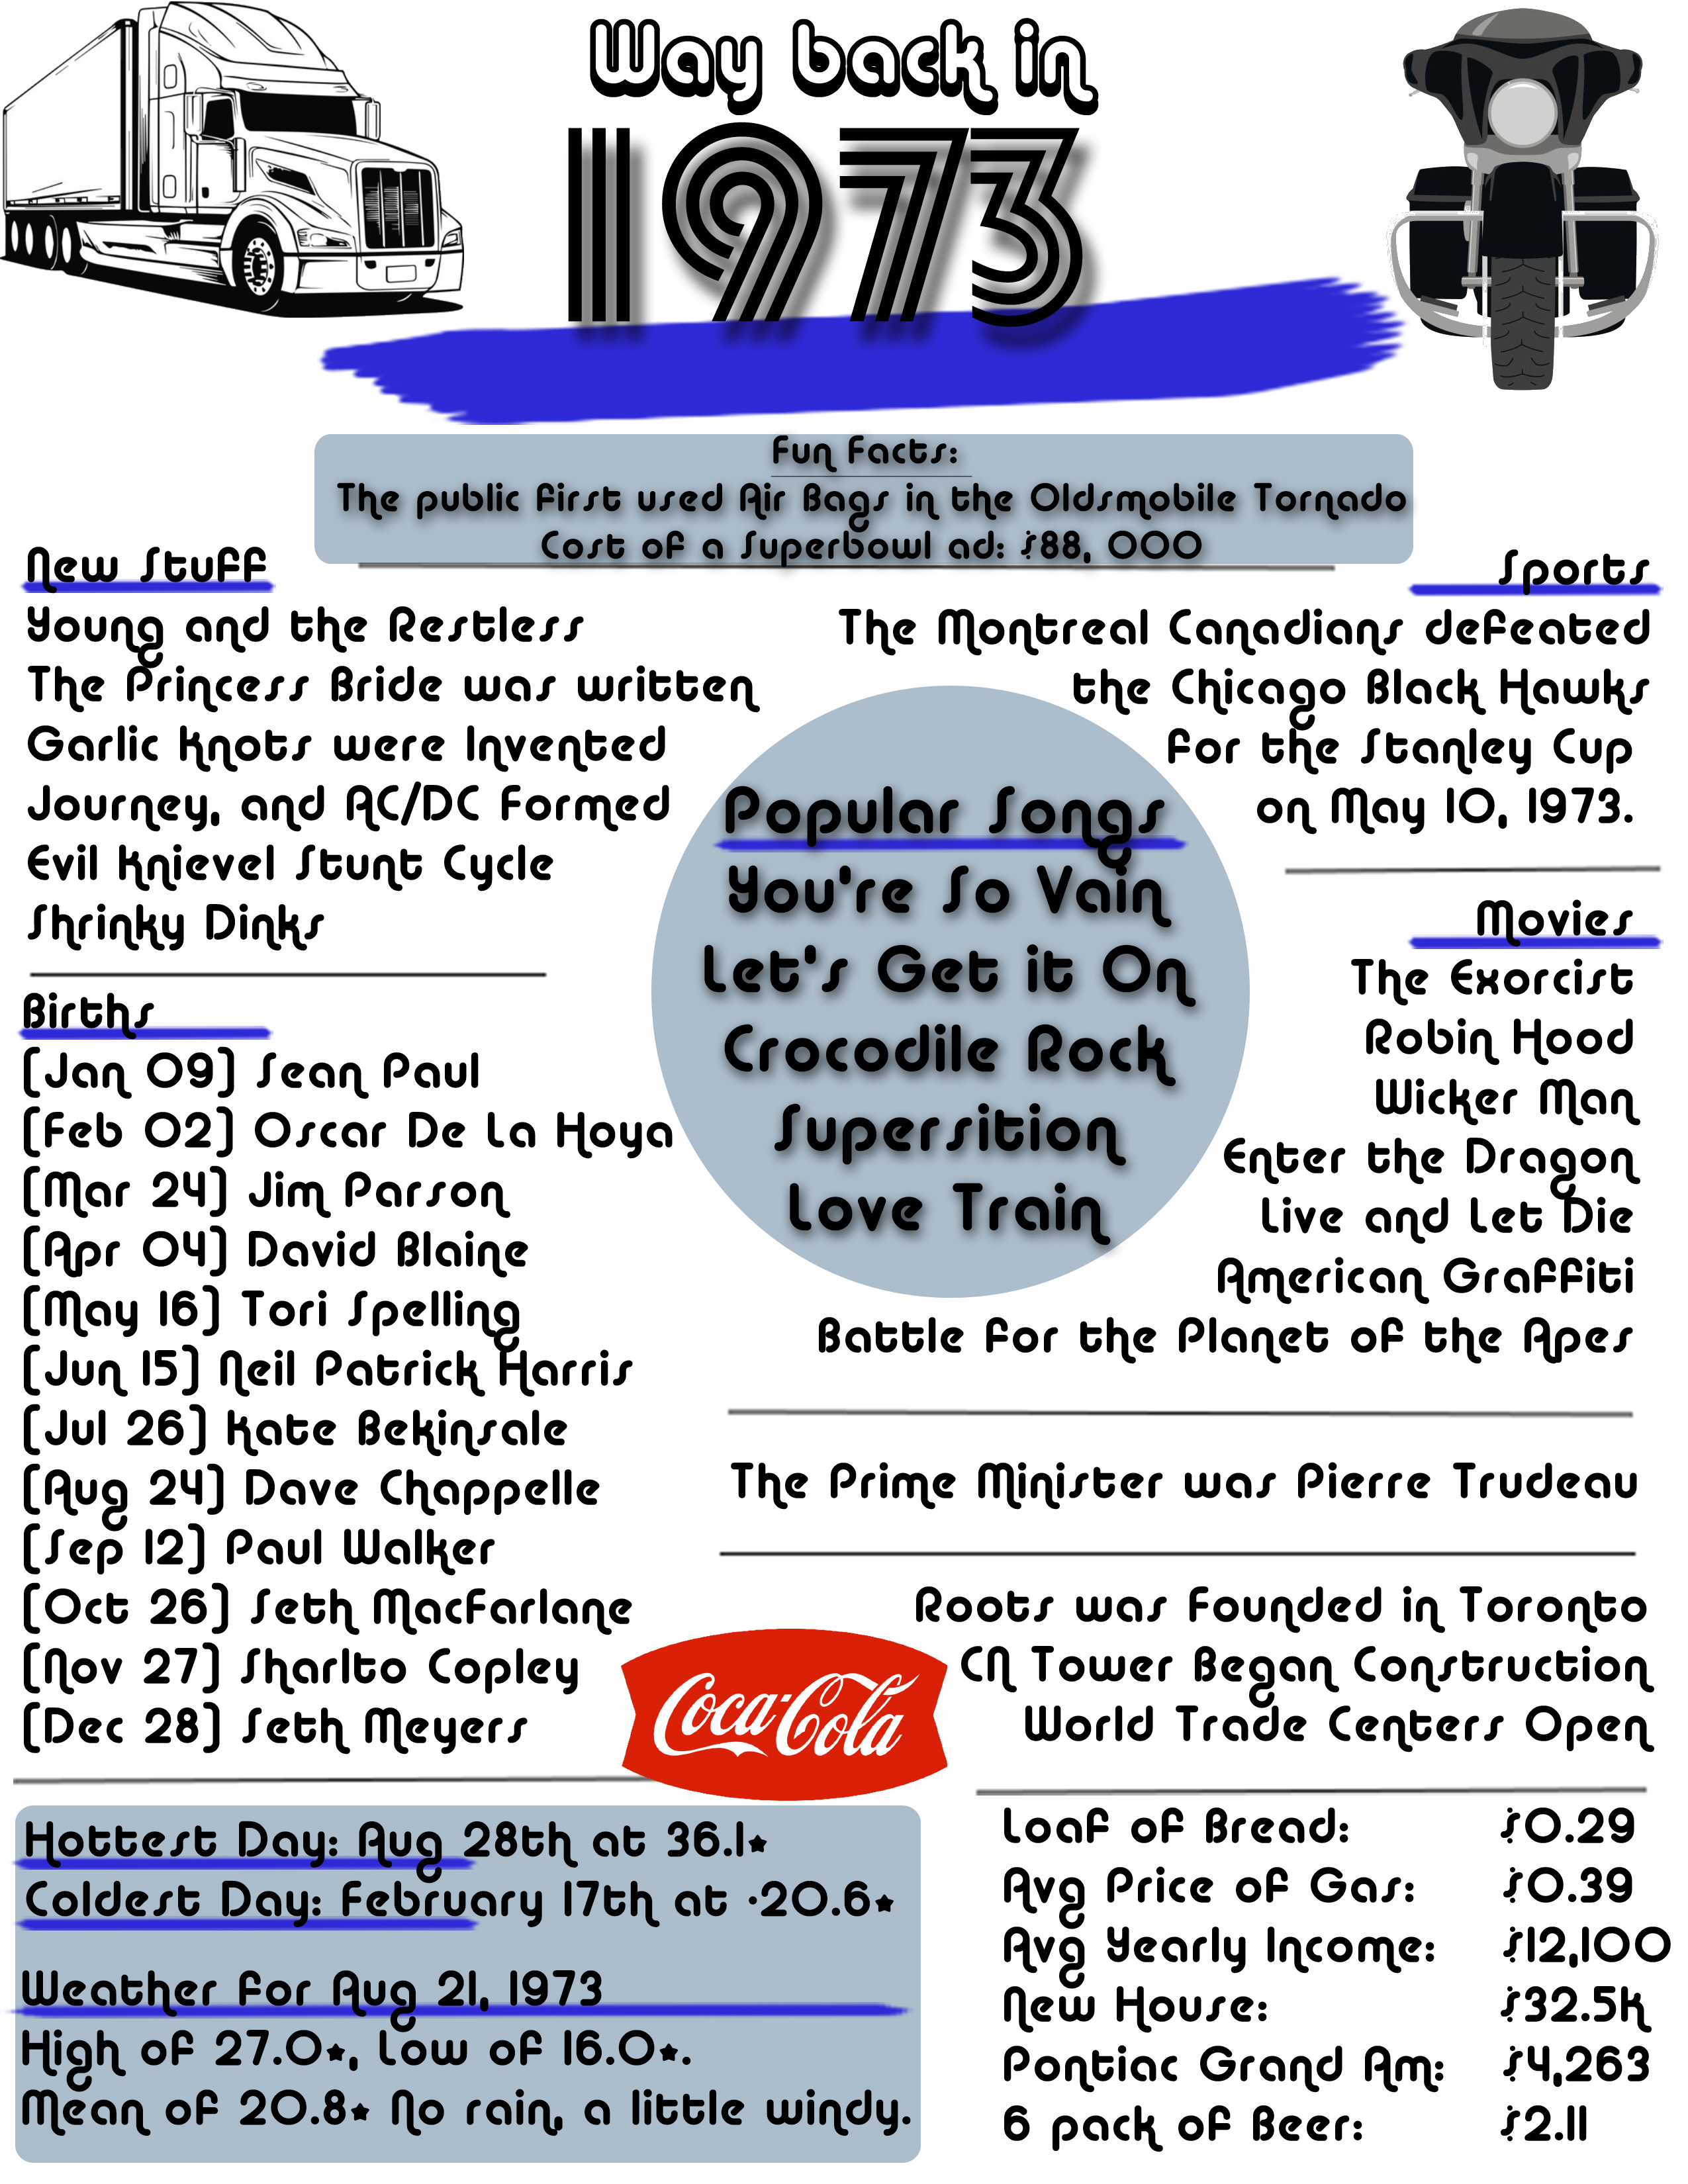 Way back in
1973
Fun Facts:
The public first used Air Bags in the Oldsmobile Tornado
Cost of a Superbowl ad: $88, 000
New Stuff
Young and the Restless
The Princess Bride was written
Garlic knots were Invented
Journey, and AC/DC Formed
Evil Knievel Stunt Cycle
Shrinky Dinks
Births
(Jan 09) Sean Paul
(Feb 02) Oscar De La Hoya
(Mar 24) Jim Parson
(Apr 04) David Blaine
(May 16) Tori Spelling
(Jun 15) Neil Patrick Harris
(Jul 26) Kate Bekinsale
(Aug 24) Dave Chappelle
(Sep 12) Paul Walker
(Oct 26) Seth MacFarlane
(Nov 27) Sharlto Copley
(Dec 28) Seth Meyers
Popular Songs
You're So Vain
Let's Get it On
Crocodile Rock
Supersition
Love Train
Sports
The Montreal Canadians defeated
the Chicago Black Hawks
for the Stanley Cup
on May 10, 1973.
Movies
The Exorcist
Robin Hood
Wicker Man
Enter the Dragon
Live and Let Die
American Graffiti
Battle for the Planet of the Apes
The Prime Minister was Pierre Trudeau
Roots was Founded in Toronto
CN Tower Began Construction
World Trade Centers Open
Coca-Cola
Hottest Day: Aug 28th at 36.1★
Coldest Day: February 17th at -20.6★
Weather for Aug 21, 1973
High of 27.0★, Low of 16.0★.
Mean of 20.8★ No rain, a little windy.
Loaf of Bread: $0.29
Avg Price of Gas: $0.39
Avg Yearly Income: $12,100
New House: $32.5k
Pontiac Grand Am: $4,263
6 pack of Beer: $2.11